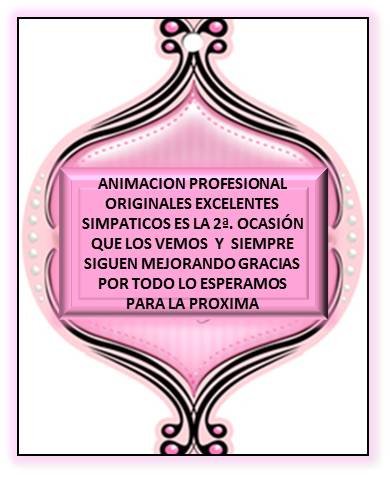 ANIMACION PROFESIONAL
ORIGINALES EXCELENTES
SIMPATICOS ES LA 2ª. OCASIÓN
QUE LOS VEMOS Y SIEMPRE
SIGUEN MEJORANDO GRACIAS
POR TODO LO ESPERAMOS
PARA LA PROXIMA